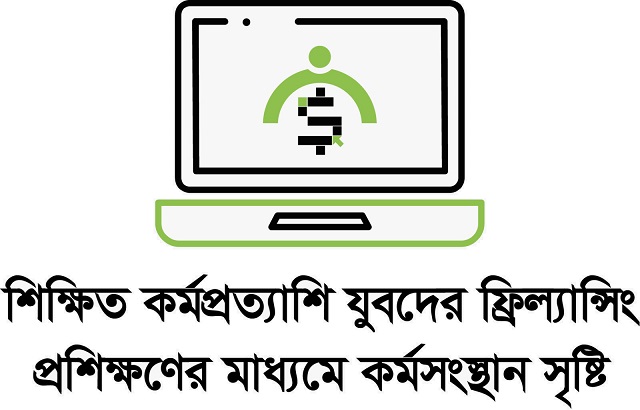 শিক্ষিত কর্মপ্রত্যাশি যুবদের ফ্রিল্যান্সিং
প্রশিক্ষণের মাধ্যমে কর্মসংস্থান সৃষ্টি